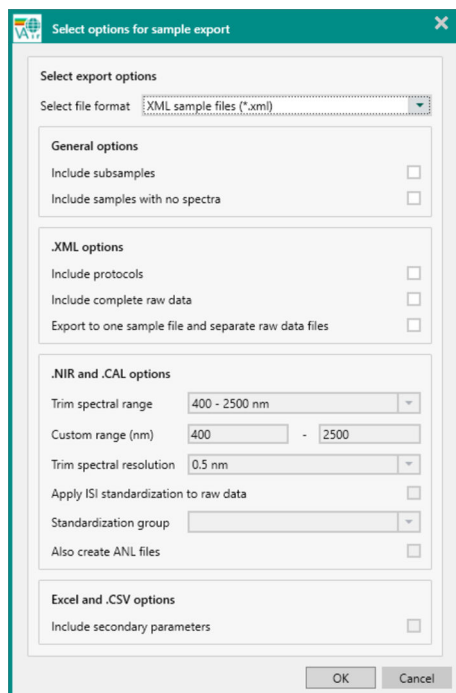 Select options for sample export
Select export options
Select file format XML sample files (*.xml)
General options
Include subsamples
Include samples with no spectra
.XML options
Include protocols
Include complete raw data
Export to one sample file and separate raw data files
.NIR and .CAL options
Trim spectral range 400 - 2500 nm
Custom range (nm) 400 - 2500
Trim spectral resolution 0.5 nm
Apply ISI standardization to raw data
Standardization group
Also create ANL files
Excel and .CSV options
Include secondary parameters
OK Cancel